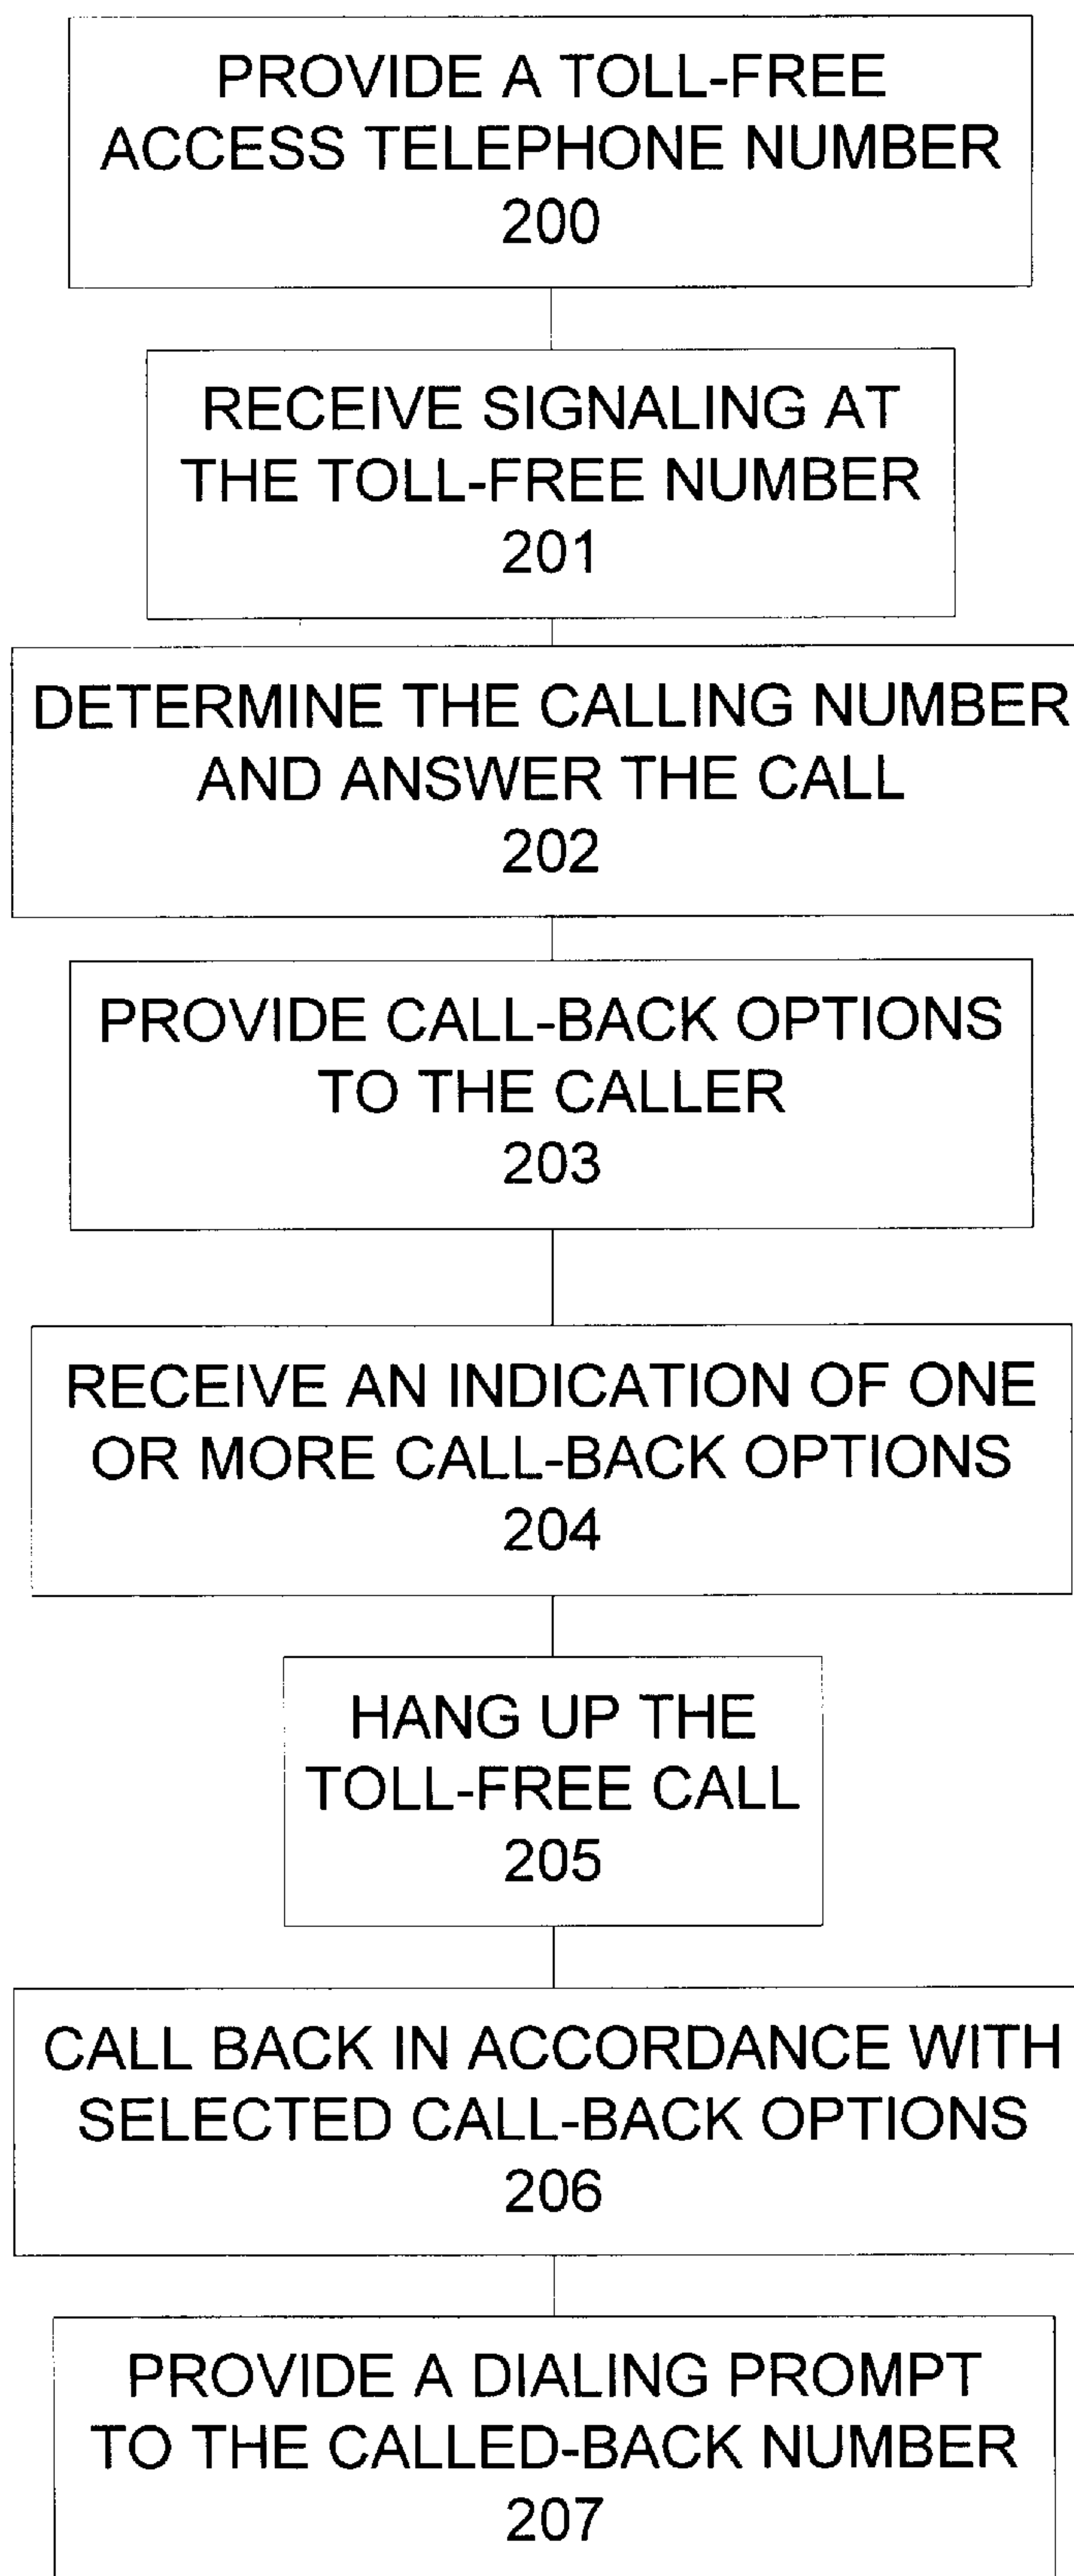 PROVIDE A TOLL-FREE
ACCESS TELEPHONE NUMBER
200
RECEIVE SIGNALING AT
THE TOLL-FREE NUMBER
201
DETERMINE THE CALLING NUMBER
AND ANSWER THE CALL
202
PROVIDE CALL-BACK OPTIONS
TO THE CALLER
203
RECEIVE AN INDICATION OF ONE
OR MORE CALL-BACK OPTIONS
204
HANG UP THE
TOLL-FREE CALL
205
CALL BACK IN ACCORDANCE WITH
SELECTED CALL-BACK OPTIONS
206
PROVIDE A DIALING PROMPT
TO THE CALLED-BACK NUMBER
207